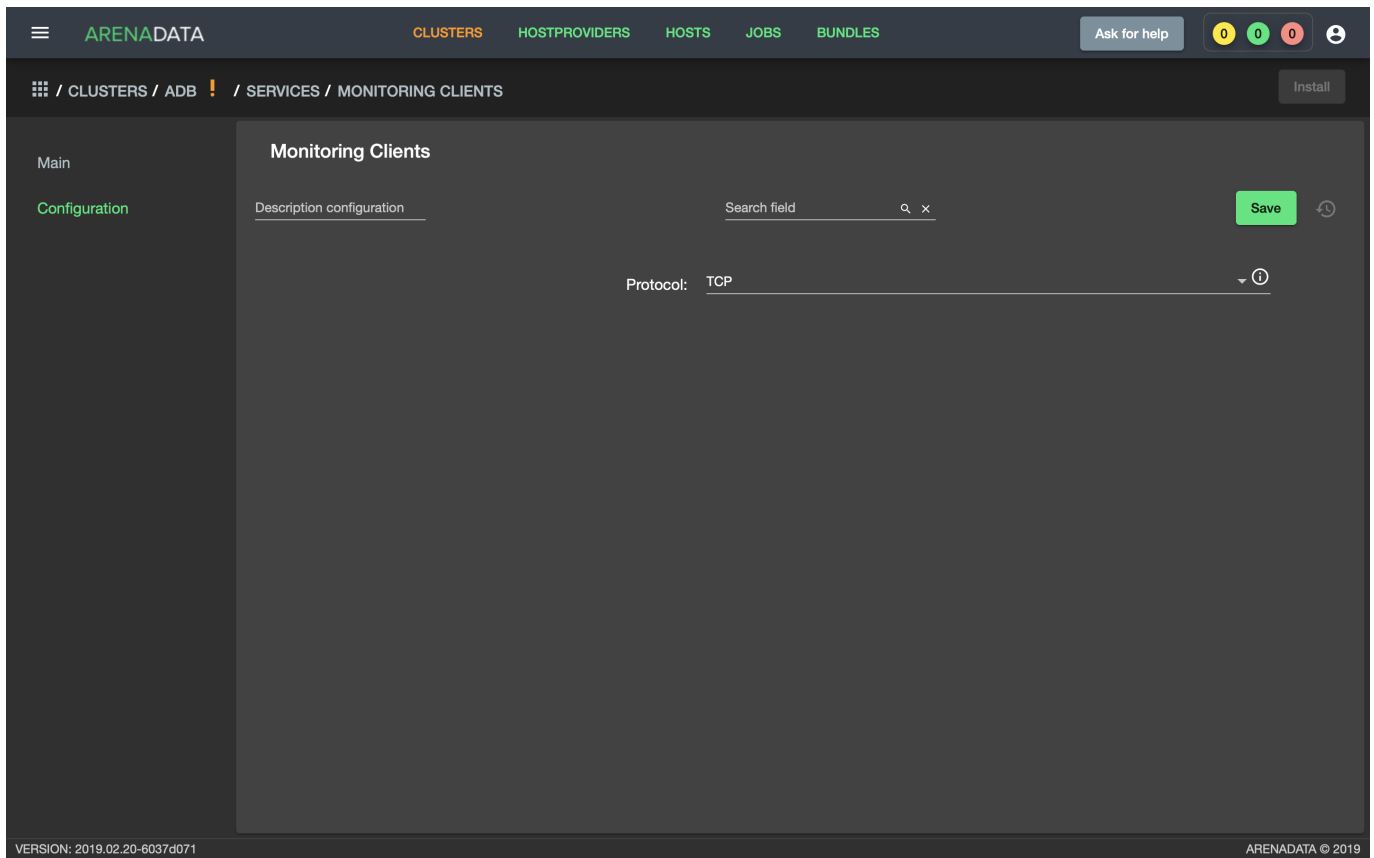 ARENADATA CLUSTERS HOSTPROVIDERS HOSTS JOBS BUNDLES Ask for help 0 0 0
/ CLUSTERS / ADB ! / SERVICES / MONITORING CLIENTS Install
Main
Configuration
Monitoring Clients
Description configuration Search field Save
Protocol: TCP
VERSION: 2019.02.20-6037d071 ARENADATA © 2019